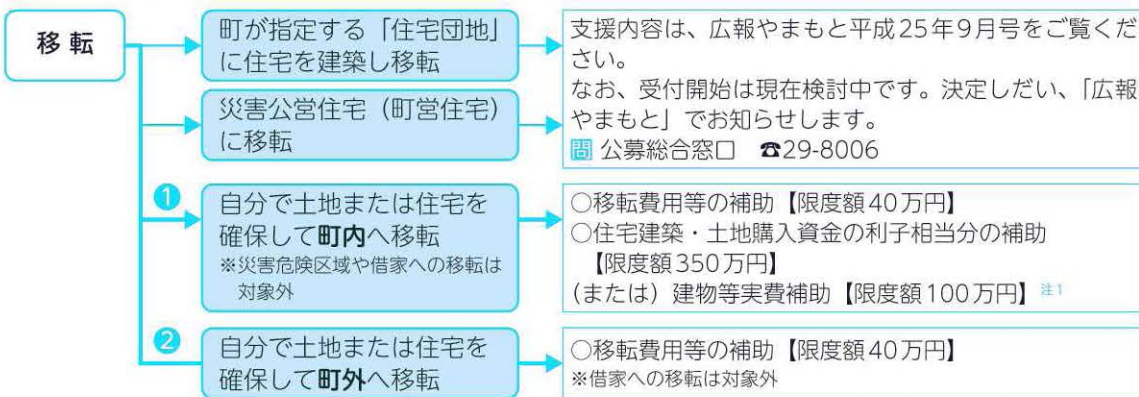 移 転
町が指定する「住宅団地」
に住宅を建築し移転
支援内容は、広報やまもと平成25年9月号をご覧くだ
さい。
なお、受付開始は現在検討中です。決定しだい、「広報
やまもと」でお知らせします。
問 公募総合窓口 ☎29-8006
災害公営住宅（町営住宅）
に移転
❶
自分で土地または住宅を
確保して町内へ移転
※災害危険区域や借家への移転は
対象外
○移転費用等の補助【限度額40万円】
○住宅建築・土地購入資金の利子相当分の補助
【限度額350万円】
（または）建物等実費補助【限度額100万円】注1
❷
自分で土地または住宅を
確保して町外へ移転
○移転費用等の補助【限度額40万円】
※借家への移転は対象外